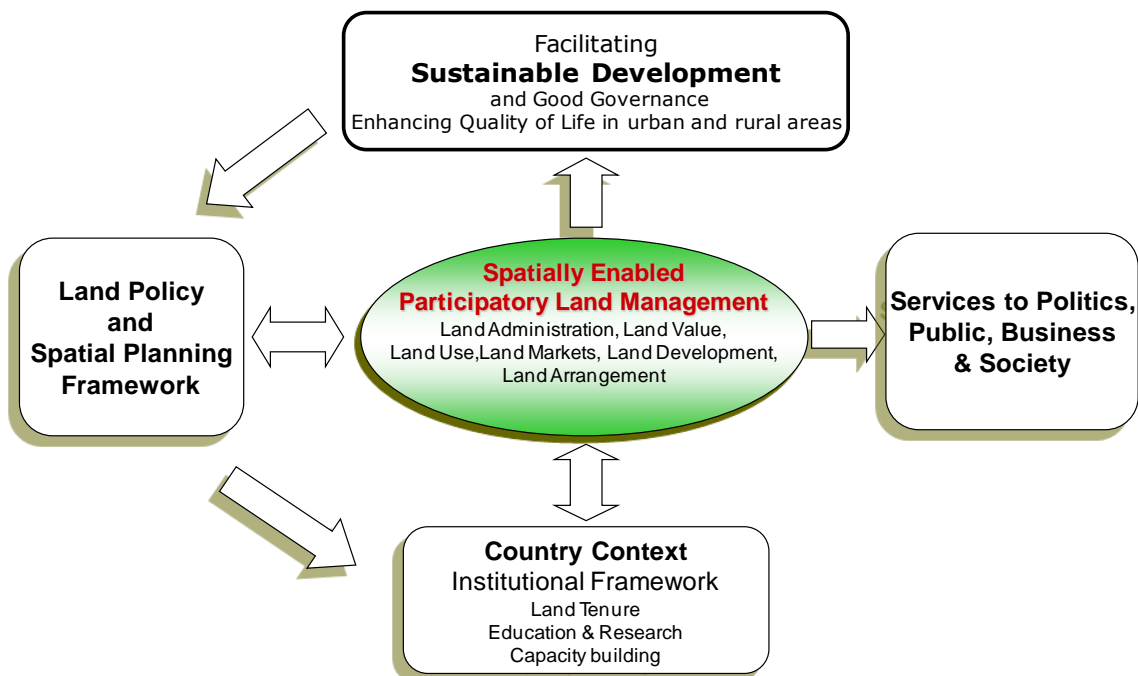 Facilitating
Sustainable Development
and Good Governance
Enhancing Quality of Life in urban and rural areas
Land Policy
and
Spatial Planning
Framework
Spatially Enabled
Participatory Land Management
Land Administration, Land Value,
Land Use,Land Markets, Land Development,
Land Arrangement
Services to Politics,
Public, Business
& Society
Country Context
Institutional Framework
Land Tenure
Education & Research
Capacity building